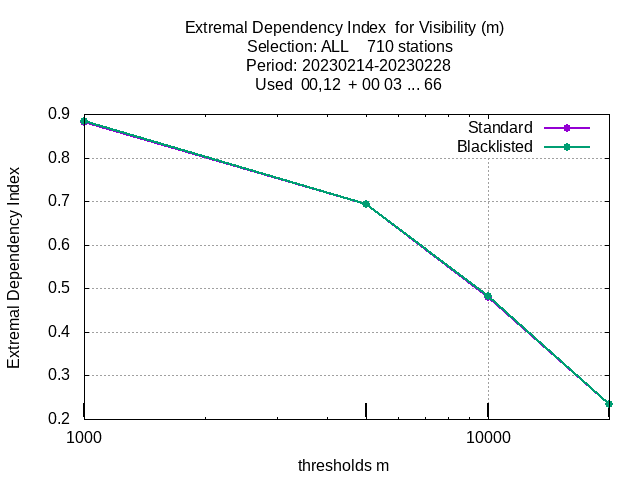 Extremal Dependency Index  for Visibility (m)
Selection: ALL    710 stations
Period: 20230214-20230228
Used  00,12  + 00 03 ... 66
Standard
Blacklisted
0.9
0.8
0.7
0.6
0.5
0.4
0.3
0.2
Extremal Dependency Index
1000
10000
thresholds m